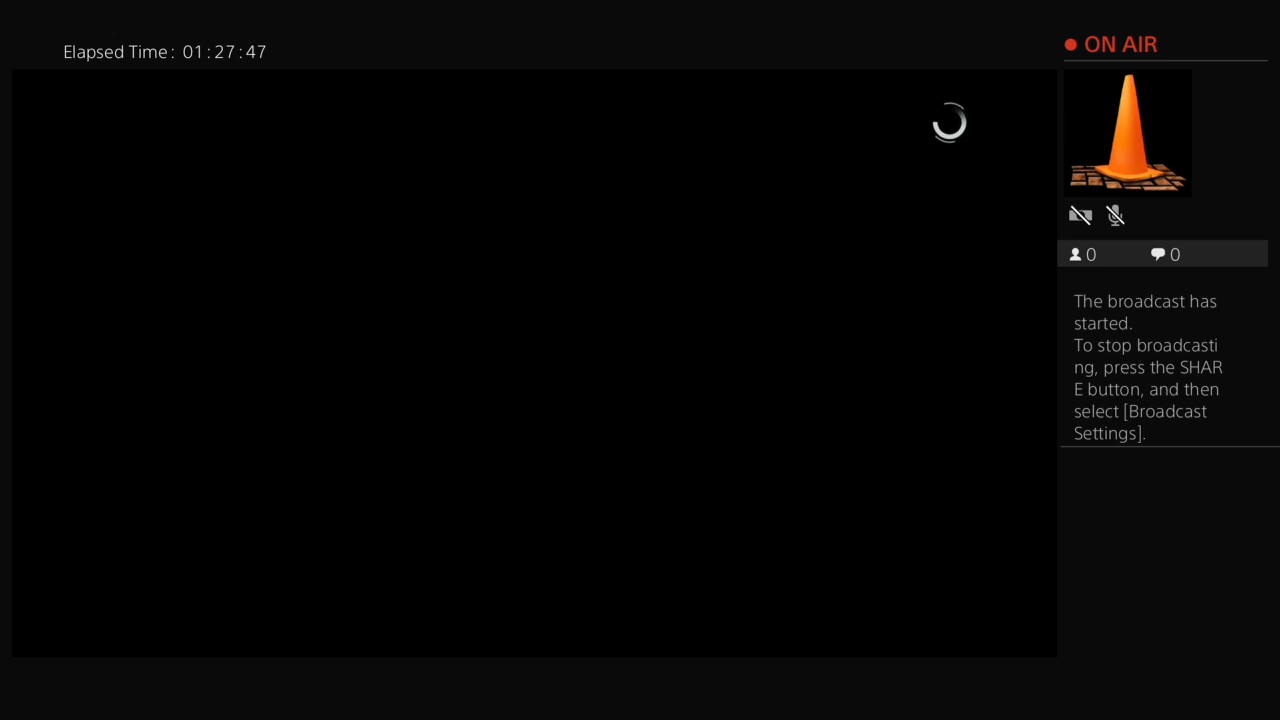 Elapsed Time: 01:27:47
ON AIR
0 0
The broadcast has
started.
To stop broadcasti
ng, press the SHAR
E button, and then
select [Broadcast
Settings].